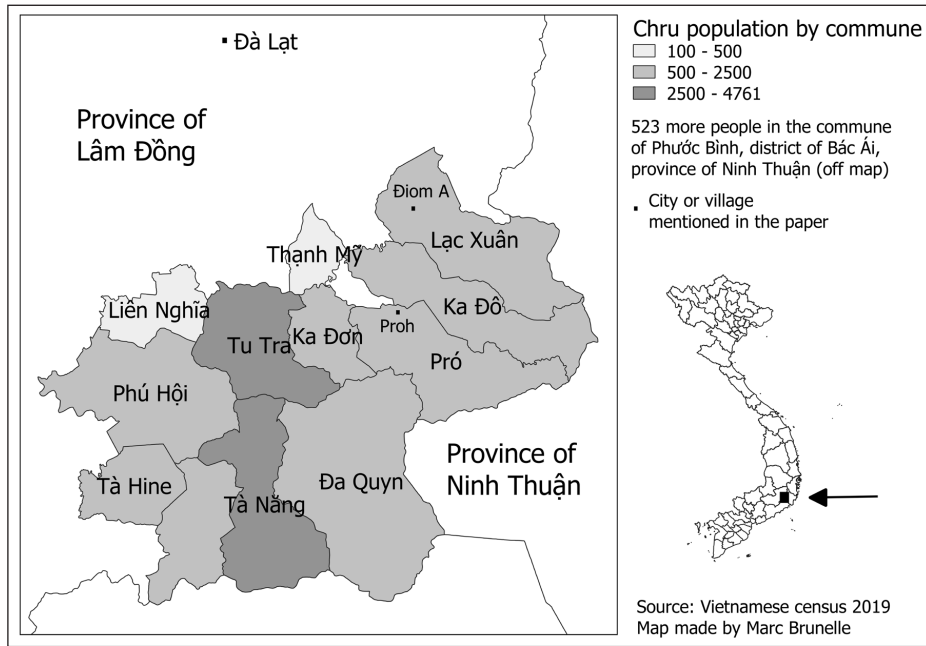 Đà Lạt
Province of
Lâm Đồng
Điom A
Lạc Xuân
Thạnh Mỹ
Liên Nghĩa
Ka Đô
Proh
Ka Đơn
Tu Tra
Pró
Phú Hội
Province of
Ninh Thuận
Tà Hine
Đa Quyn
Tà Năng
Chru population by commune
100 - 500
500 - 2500
2500 - 4761
523 more people in the commune
of Phước Bình, district of Bác Ái,
province of Ninh Thuận (off map)
City or village
mentioned in the paper
Source: Vietnamese census 2019
Map made by Marc Brunelle